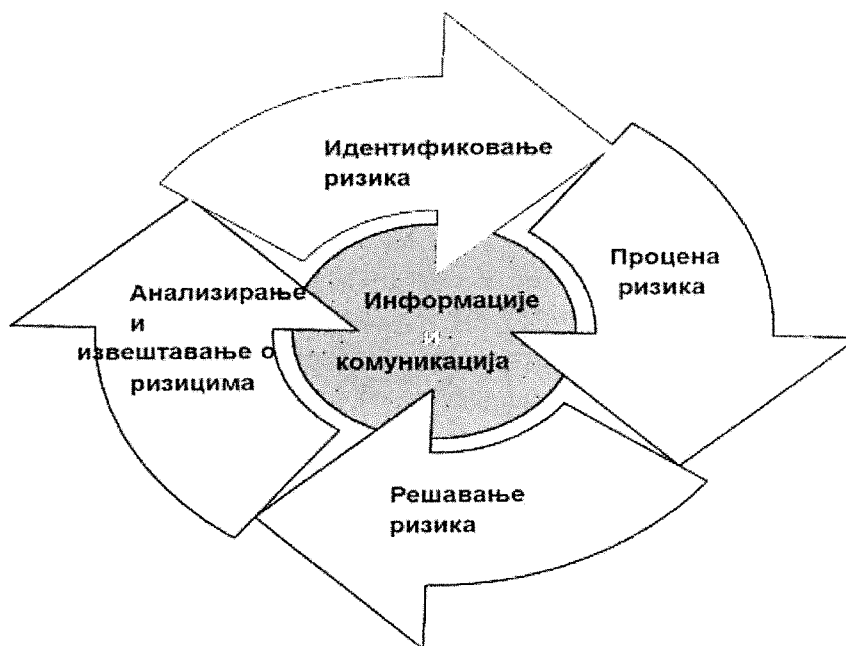 Идентификовање
ризика
Процена
ризика
Решавање
ризика
Анализирање
и
извештавање о
ризицима
Информације
и
комуникација